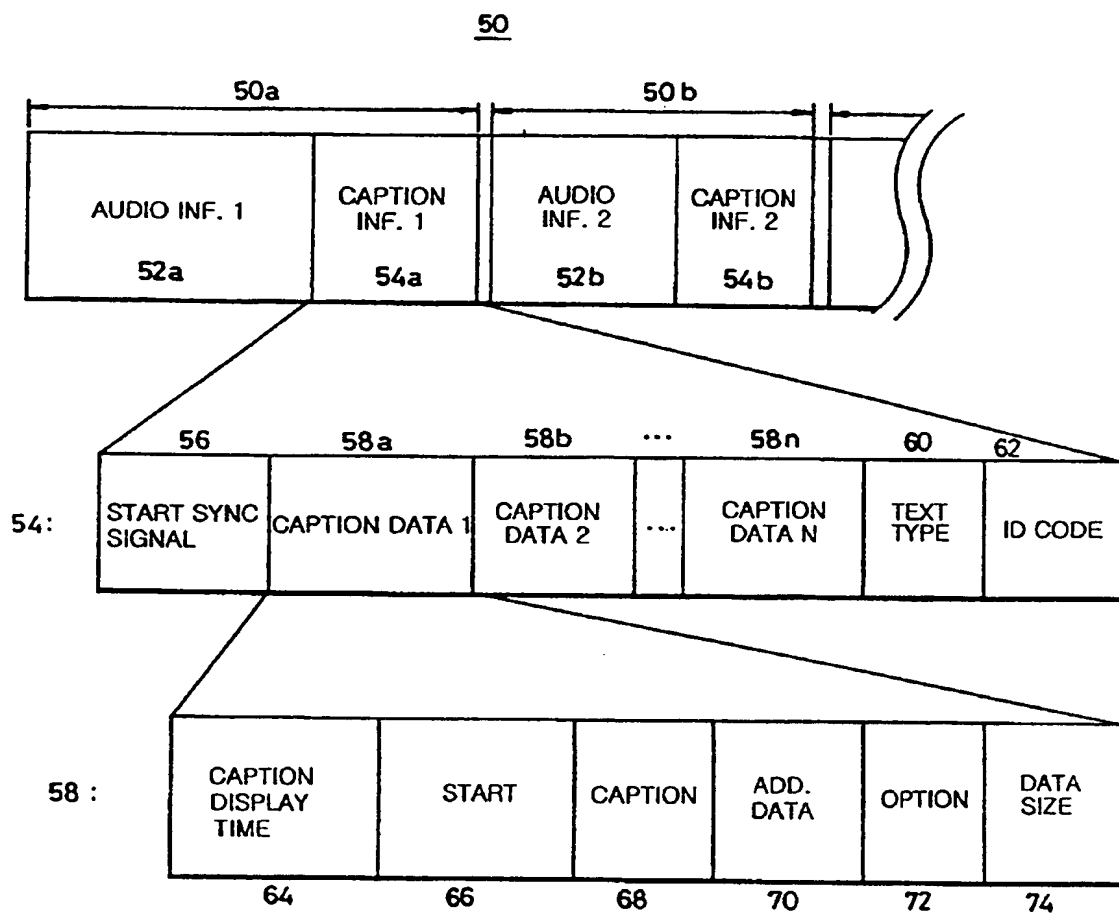 50
50a 50b
AUDIO INF. 1
CAPTION
INF. 1
AUDIO
INF. 2
CAPTION
INF. 2
52a 54a 52b 54b
56 58a 58b ... 58n 60 62
54:
START SYNC
SIGNAL
CAPTION DATA 1
CAPTION
DATA 2
....
CAPTION
DATA N
TEXT
TYPE
ID CODE
58 :
CAPTION
DISPLAY
TIME
START
CAPTION
ADD.
DATA
OPTION
DATA
SIZE
64 66 68 70 72 74